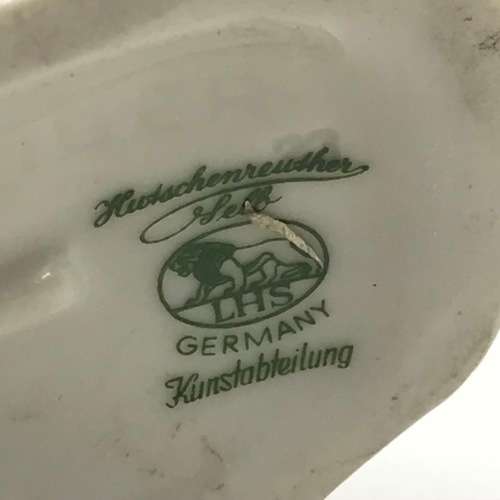 Hutschenreuther
Selb
LHS
GERMANY
Kunstabteilung